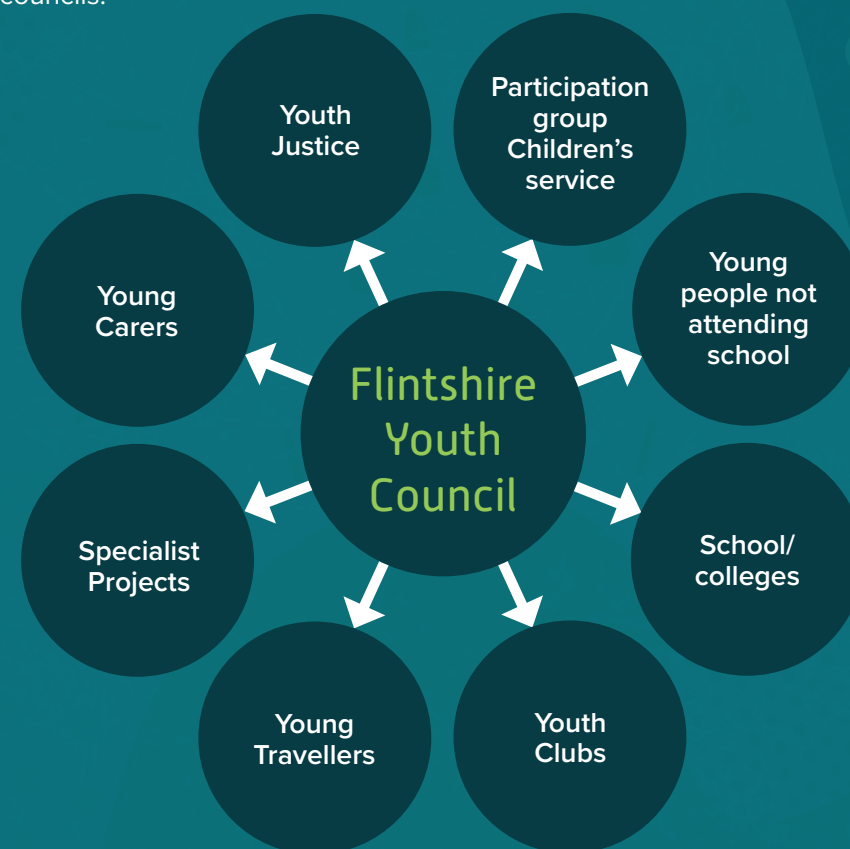 councils.
Youth
Justice
Participation
group
Children’s
service
Young
Carers
Young
people not
attending
school
Flintshire
Youth
Council
Specialist
Projects
School/
colleges
Young
Travellers
Youth
Clubs